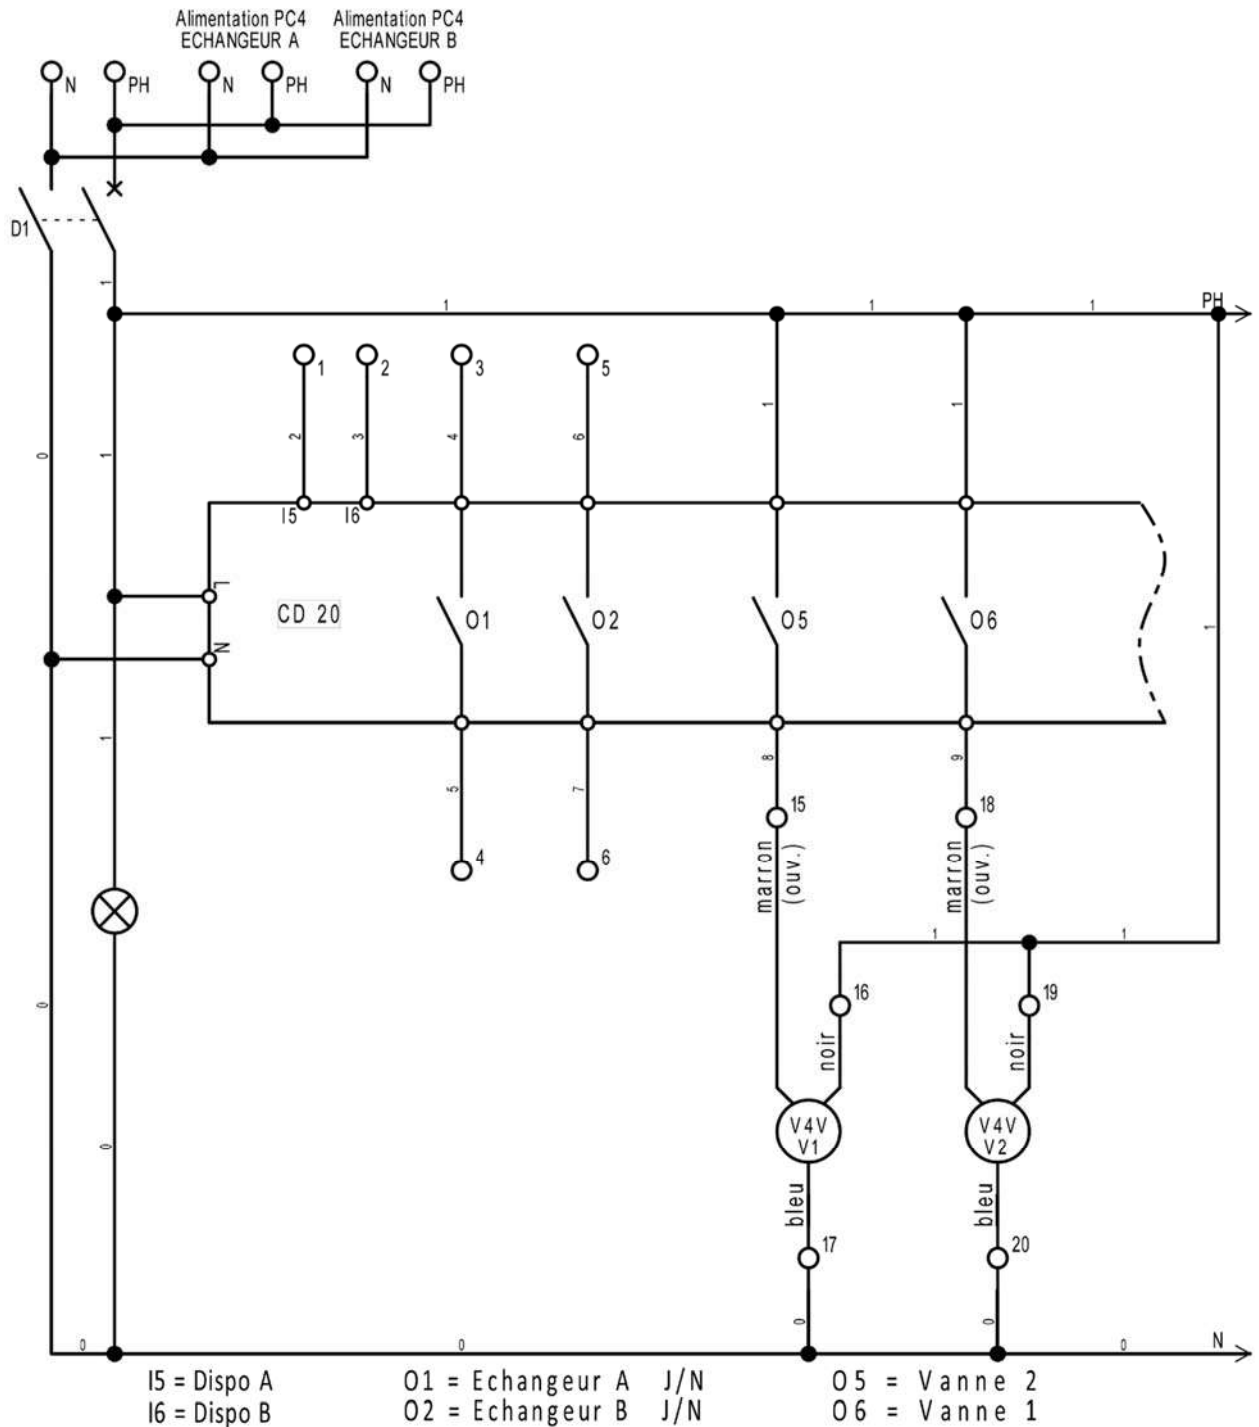 Alimentation PC4 Alimentation PC4
ECHANGEUR A ECHANGEUR B
N PH N PH N PH
D1
1
1 1 1 PH
1 2 3 5
0 1 2 3 4 6 1 1
I5 I6
L
CD 20 O1 O2 O5 O6
N
1
1 5 7 8 9
15 18
4 6
marron
(ouv.)
marron
(ouv.)
1 1
0 16 19
noir noir
V4V V4V
V1 V2
0
bleu bleu
17 20
0 0
0 0 0 N
I5 = Dispo A O1 = Echangeur A J/N O5 = Vanne 2
I6 = Dispo B O2 = Echangeur B J/N O6 = Vanne 1